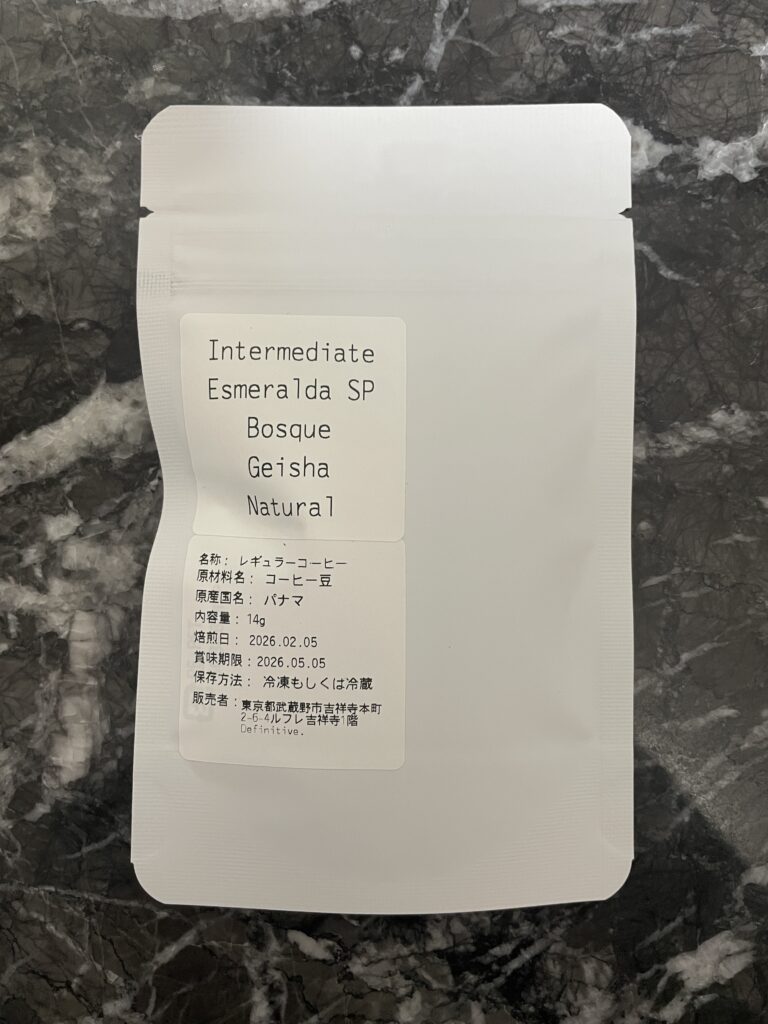 Intermediate
Esmeralda SP
Bosque
Geisha
Natural
名称: レギュラーコーヒー
原材料名: コーヒー豆
原産国名: パナマ
内容量: 14g
焙煎日: 2026.02.05
賞味期限:2026.05.05
保存方法: 冷凍もしくは冷蔵
販売者:東京都武蔵野市吉祥寺本町
2-6-4ルフレ吉祥寺1階
Definitive.